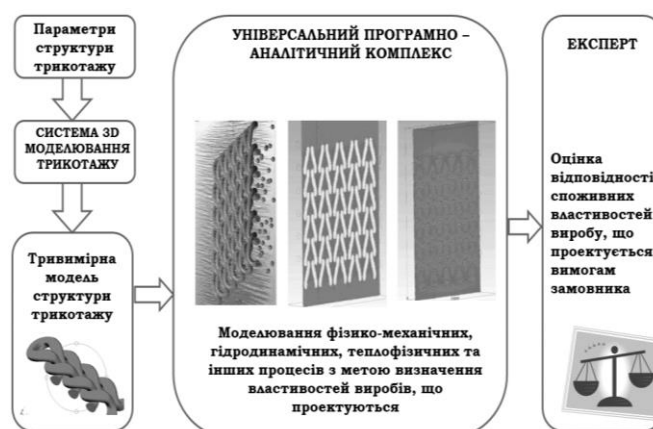 Параметри
структури
трикотажу
СИСТЕМА 3D
МОДЕЛЮВАННЯ
ТРИКОТАЖУ
Тривимірна
модель
структури
трикотажу
УНІВЕРСАЛЬНИЙ ПРОГРАМНО –
АНАЛІТИЧНИЙ КОМПЛЕКС
Моделювання фізико-механічних,
гідродинамічних, теплофізичних та
інших процесів з метою визначення
властивостей виробів, що
проектуються
ЕКСПЕРТ
Оцінка
відповідності
споживних
властивостей
виробу, що
проектується
вимогам
замовника